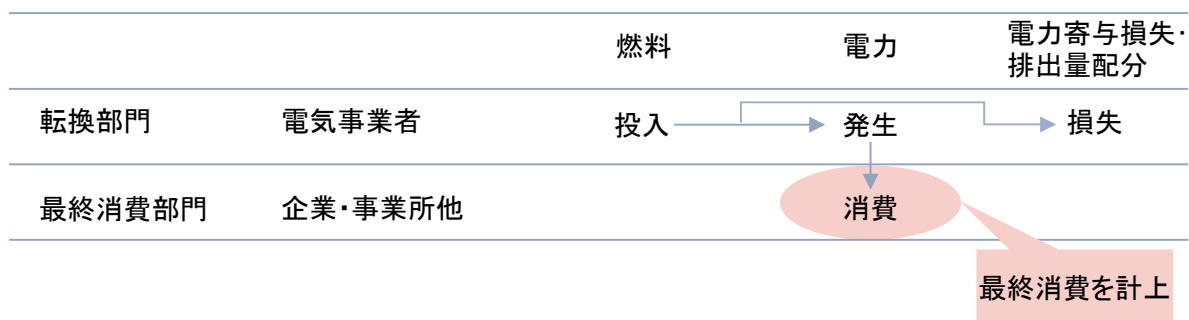 燃料
電力
電力寄与損失・
排出量配分
転換部門
電気事業者
投入
発生
損失
最終消費部門
企業・事業所他
消費
最終消費を計上